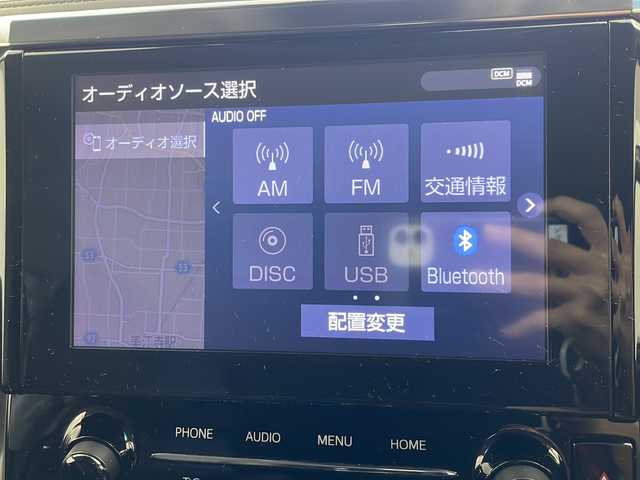 オーディオソース選択
DCM
DCM
AUDIO OFF
オーディオ選択
AM
FM
交通情報
DISC
USB
Bluetooth
配置変更
PHONE
AUDIO
MENU
HOME